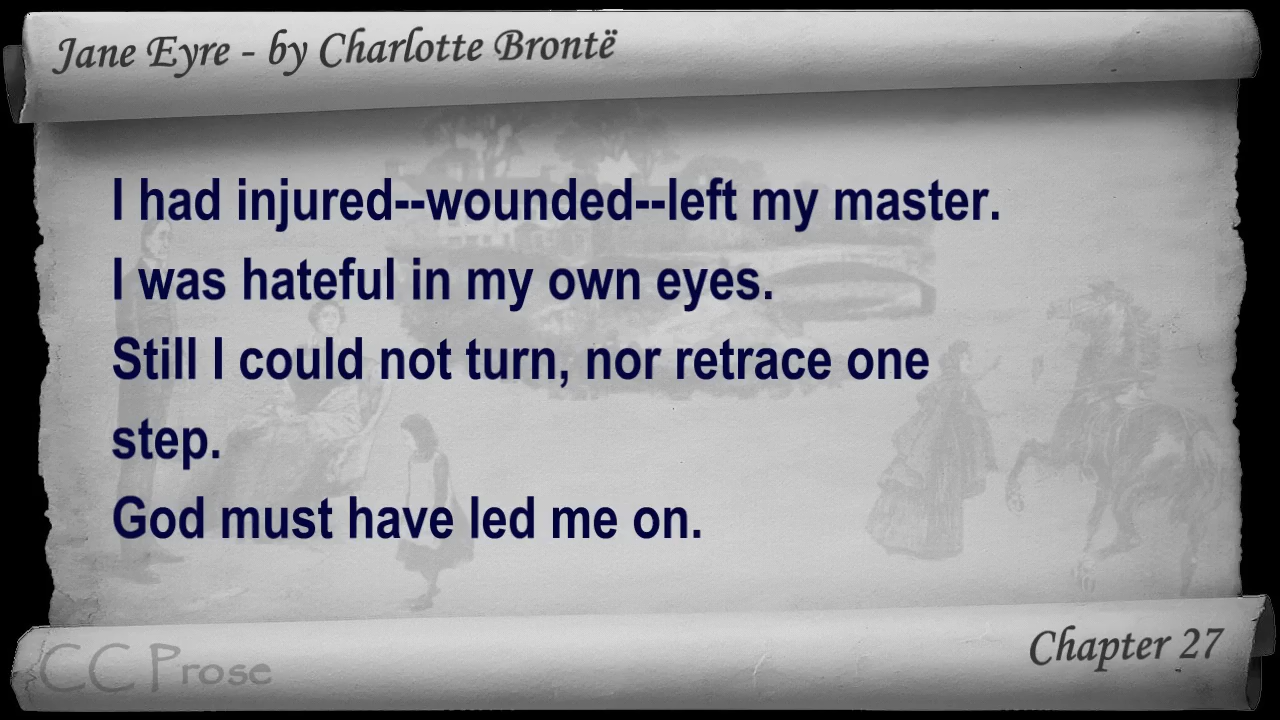 Jane Eyre - by Charlotte Brontë
I had injured--wounded--left my master.
I was hateful in my own eyes.
Still I could not turn, nor retrace one
step.
God must have led me on.
Chapter 27
CC Prose